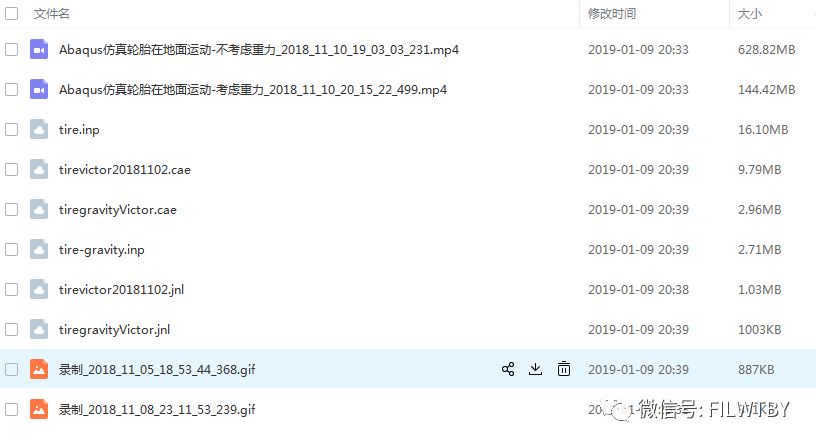 文件名 修改时间 大小
Abaqus仿真轮胎在地面运动-不考虑重力_2018_11_10_19_03_03_231.mp4 2019-01-09 20:33 628.82MB
Abaqus仿真轮胎在地面运动-考虑重力_2018_11_10_20_15_22_499.mp4 2019-01-09 20:33 144.42MB
tire.inp 2019-01-09 20:39 16.10MB
tirevictor20181102.cae 2019-01-09 20:39 9.79MB
tiregravityVictor.cae 2019-01-09 20:39 2.96MB
tire-gravity.inp 2019-01-09 20:39 2.71MB
tirevictor20181102.jnl 2019-01-09 20:38 1.03MB
tiregravityVictor.jnl 2019-01-09 20:39 1003KB
录制_2018_11_05_18_53_44_368.gif 2019-01-09 20:39 887KB
录制_2018_11_08_23_11_53_239.gif
微信号: FILWTBY